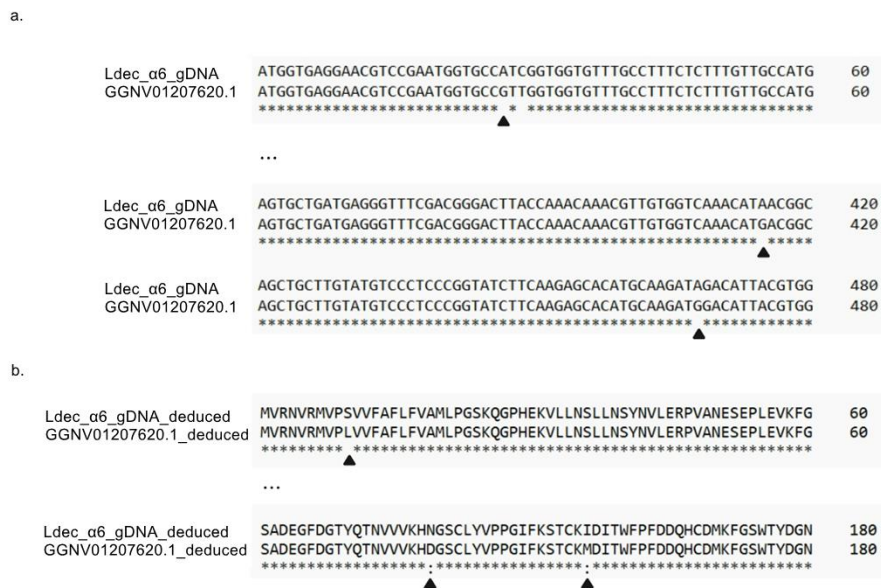 a.
Ldec_α6_gDNA ATGGTGAGGAACGTCCGAATGGTGCCATCGGTGGTGTTTGCCTTTCTCTTTGTTGCCATG 60
GGNV01207620.1 ATGGTGAGGAACGTCCGAATGGTGCCGTTGGTGGTGTTTGCCTTTCTCTTTGTTGCCATG 60
************************** * *******************************
▲
...
Ldec_α6_gDNA AGTGCTGATGAGGGTTTCGACGGGACTTACCAAACAAACGTTGTGGTCAAACATAACGGC 420
GGNV01207620.1 AGTGCTGATGAGGGTTTCGACGGGACTTACCAAACAAACGTTGTGGTCAAACATGACGGC 420
****************************************************** *****
▲
Ldec_α6_gDNA AGCTGCTTGTATGTCCCTCCCGGTATCTTCAAGAGCACATGCAAGATAGACATTACGTGG 480
GGNV01207620.1 AGCTGCTTGTATGTCCCTCCCGGTATCTTCAAGAGCACATGCAAGATGGACATTACGTGG 480
*********************************************** ************
▲
b.
Ldec_α6_gDNA_deduced MVRNVRMVPSVVFAFLFVAMLPGSKQGPHEKVLLNSLLNSYNVLERPVANESEPLEVKFG 60
GGNV01207620.1_deduced MVRNVRMVPLVVFAFLFVAMLPGSKQGPHEKVLLNSLLNSYNVLERPVANESEPLEVKFG 60
********* **************************************************
▲
...
Ldec_α6_gDNA_deduced SADEGFDGTYQTNVVVKHNGSCLYVPPGIFKSTCKIDITWFPFDDQHCDMKFGSWTYDGN 180
GGNV01207620.1_deduced SADEGFDGTYQTNVVVKHDGSCLYVPPGIFKSTCKMDITWFPFDDQHCDMKFGSWTYDGN 180
******************:****************:************************
▲ ▲